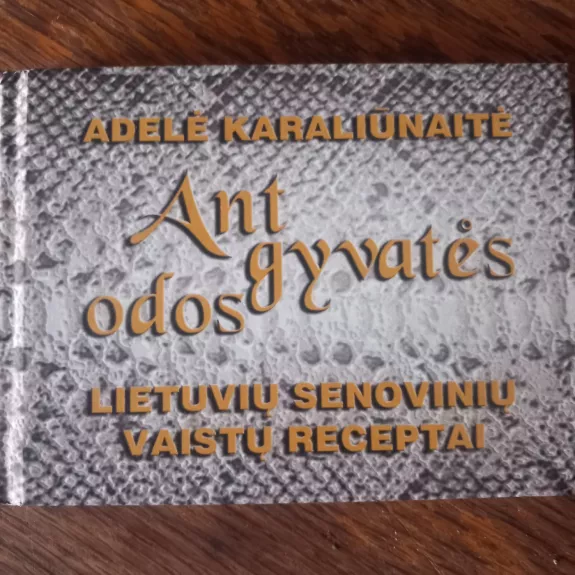 ADELĖ KARALIŪNAITĖ
Ant
gyvatės
odos
LIETUVIŲ SENOVINIŲ
VAISTŲ RECEPTAI